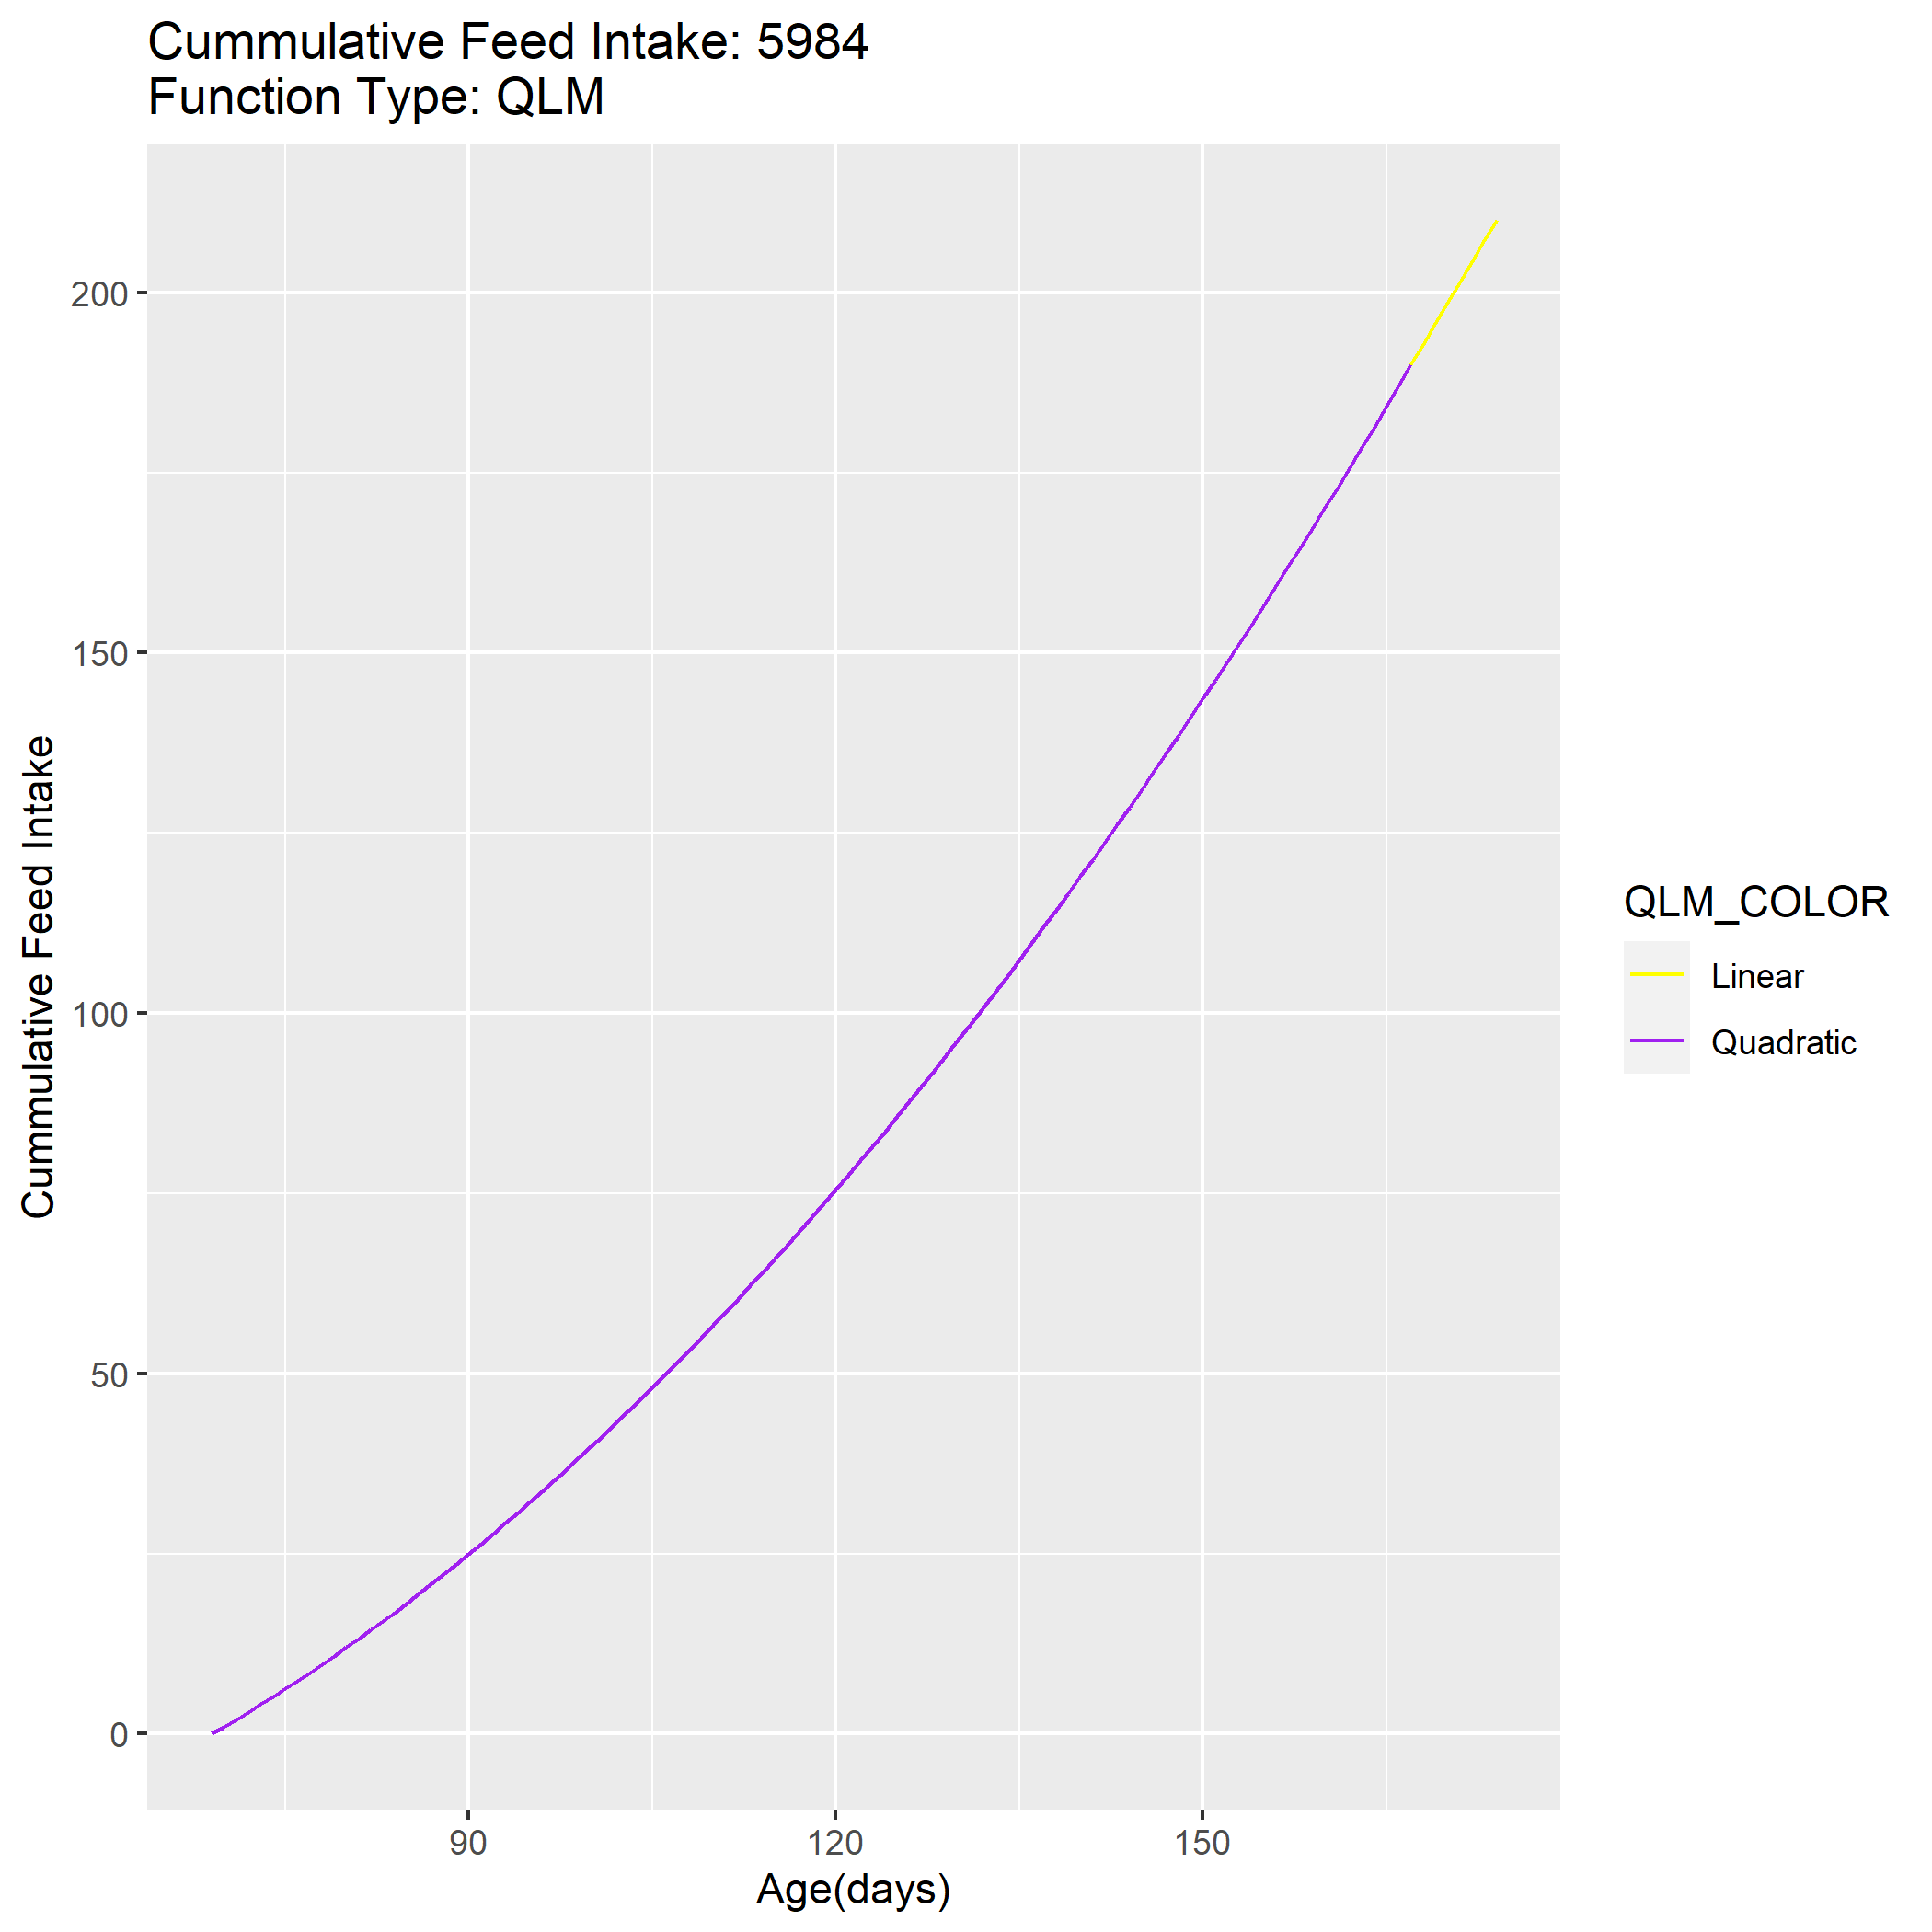 Cummulative Feed Intake: 5984
Function Type: QLM
Cummulative Feed Intake
200
150
100
50
0
90
120
150
Age(days)
QLM_COLOR
Linear
Quadratic